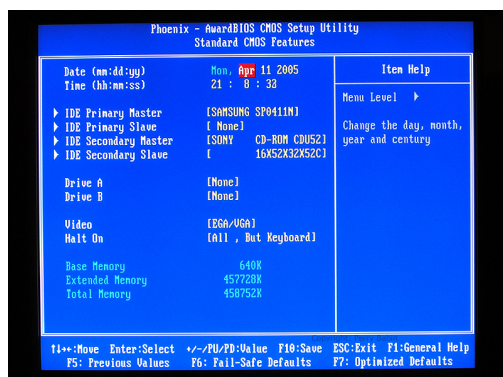 Phoenix - AwardBIOS CMOS Setup Utility
Standard CMOS Features
Date (mm:dd:yy) Mon, Apr 11 2005
Time (hh:mm:ss) 21 : 8 : 32
Item Help
Menu Level
Change the day, month,
year and century
IDE Primary Master [SAMSUNG SP0411N]
IDE Primary Slave [ None]
IDE Secondary Master [SONY CD-ROM CDU52]
IDE Secondary Slave [ 16X52X32X52C]
Drive A [None]
Drive B [None]
Video [EGA/VGA]
Halt On [All , But Keyboard]
Base Memory 640K
Extended Memory 457728K
Total Memory 458752K
↑↓→←:Move Enter:Select +/-/PU/PD:Value F10:Save ESC:Exit F1:General Help
F5: Previous Values F6: Fail-Safe Defaults F7: Optimized Defaults